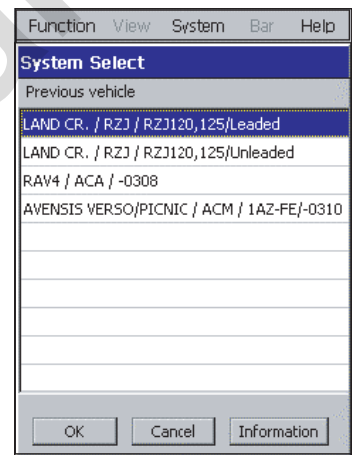 Function View System Bar Help
System Select
Previous vehicle
LAND CR. / RZJ / RZJ120,125/Leaded
LAND CR. / RZJ / RZJ120,125/Unleaded
RAV4 / ACA / -0308
AVENSIS VERSO/PICNIC / ACM / 1AZ-FE/-0310
OK Cancel Information